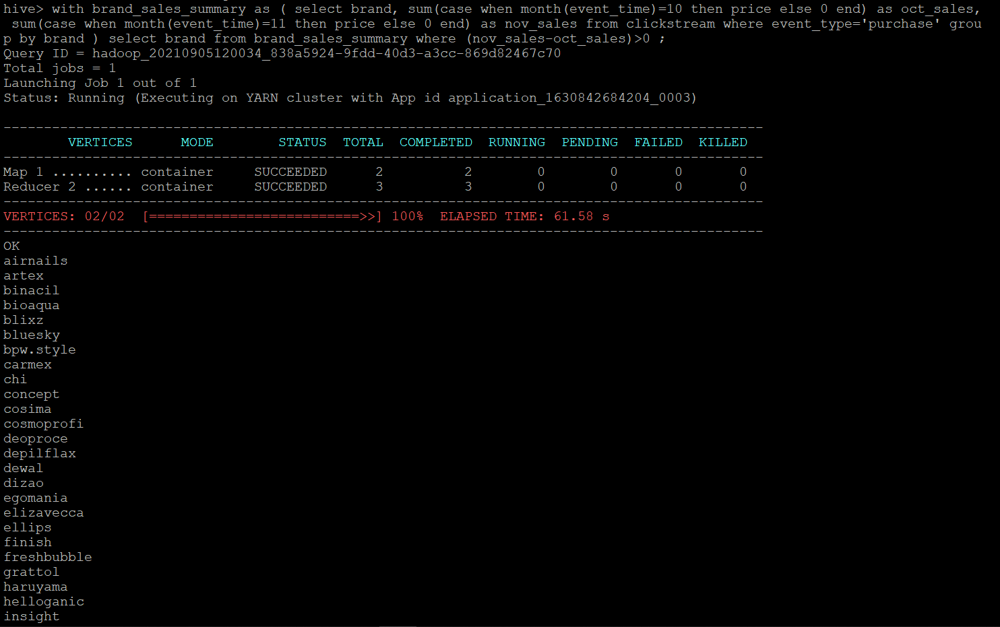 hive> with brand_sales_summary as ( select brand, sum(case when month(event_time)=10 then price else 0 end) as oct_sales,
 sum(case when month(event_time)=11 then price else 0 end) as nov_sales from clickstream where event_type='purchase' grou
p by brand ) select brand from brand_sales_summary where (nov_sales-oct_sales)>0 ;
Query ID = hadoop_20210905120034_838a5924-9fdd-40d3-a3cc-869d82467c70
Total jobs = 1
Launching Job 1 out of 1
Status: Running (Executing on YARN cluster with App id application_1630842684204_0003)
----------------------------------------------------------------------------------------------
        VERTICES      MODE        STATUS  TOTAL  COMPLETED  RUNNING  PENDING  FAILED  KILLED
----------------------------------------------------------------------------------------------
Map 1 .......... container     SUCCEEDED      2          2        0        0       0       0
Reducer 2 ...... container     SUCCEEDED      3          3        0        0       0       0
----------------------------------------------------------------------------------------------
VERTICES: 02/02  [==========================>>] 100%  ELAPSED TIME: 61.58 s
----------------------------------------------------------------------------------------------
OK
airnails
artex
binacil
bioaqua
blixz
bluesky
bpw.style
carmex
chi
concept
cosima
cosmoprofi
deoproce
depilflax
dewal
dizao
egomania
elizavecca
ellips
finish
freshbubble
grattol
haruyama
helloganic
insight